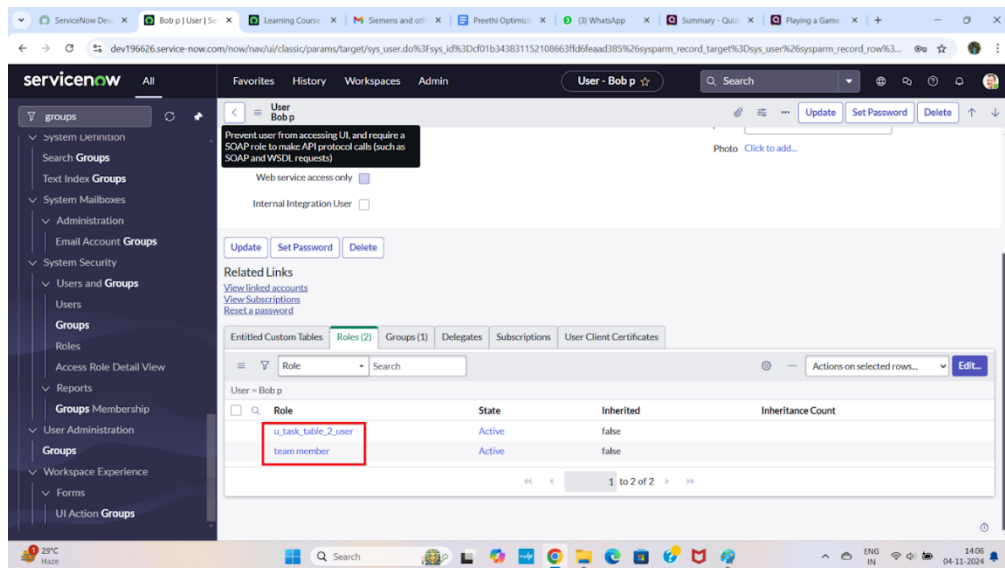 ServiceNow Dev
Bob p | User | Se
Learning Course
Siemens and oth
Preethi Optimiz
(3) WhatsApp
Summary - Quiz
Playing a Game
dev196626.service-now.com/now/nav/ui/classic/params/target/sys_user.do%3Fsys_id%3Dcf01b343831152108663ffd6feaad385%26sysparm_record_target%3Dsys_user%26sysparm_record_row%3...
servicenow All Favorites History Workspaces Admin User - Bob p Search
groups
System Definition
Search Groups
Text Index Groups
System Mailboxes
Administration
Email Account Groups
System Security
Users and Groups
Users
Groups
Roles
Access Role Detail View
Reports
Groups Membership
User Administration
Groups
Workspace Experience
Forms
UI Action Groups
User
Bob p
Update Set Password Delete
Prevent user from accessing UI, and require a
SOAP role to make API protocol calls (such as
SOAP and WSDL requests)
Photo Click to add...
Web service access only
Internal Integration User
Update Set Password Delete
Related Links
View linked accounts
View Subscriptions
Reset a password
Entitled Custom Tables Roles (2) Groups (1) Delegates Subscriptions User Client Certificates
Role Search Actions on selected rows... Edit...
User = Bob p
Role State Inherited Inheritance Count
u_task_table_2_user Active false
team member Active false
1 to 2 of 2
1
29°C
Haze
Search
ENG
IN
14:06
04-11-2024